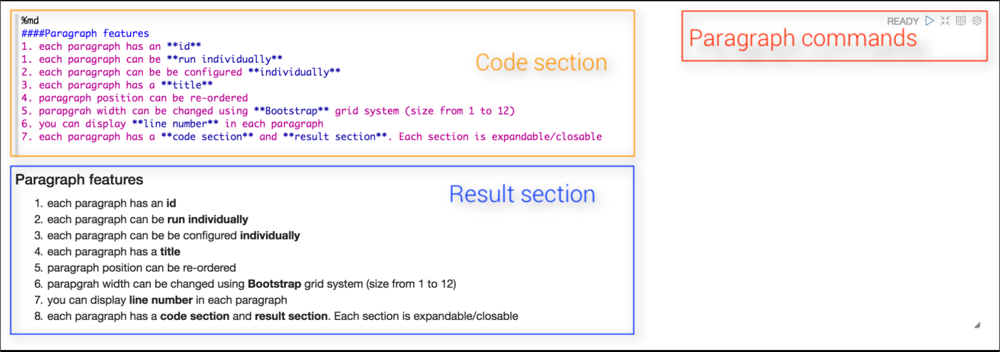 %md
####Paragraph features
1. each paragraph has an **id**
1. each paragraph can be **run individually**
2. each paragraph can be be configured **individually**
3. each paragraph has a **title**
4. paragraph position can be re-ordered
5. parapgrah width can be changed using **Bootstrap** grid system (size from 1 to 12)
6. you can display **line number** in each paragraph
7. each paragraph has a **code section** and **result section**. Each section is expandable/closable
Code section
READY
Paragraph commands
Paragraph features
1. each paragraph has an id
2. each paragraph can be run individually
3. each paragraph can be be configured individually
4. each paragraph has a title
5. paragraph position can be re-ordered
6. parapgrah width can be changed using Bootstrap grid system (size from 1 to 12)
7. you can display line number in each paragraph
8. each paragraph has a code section and result section. Each section is expandable/closable
Result section